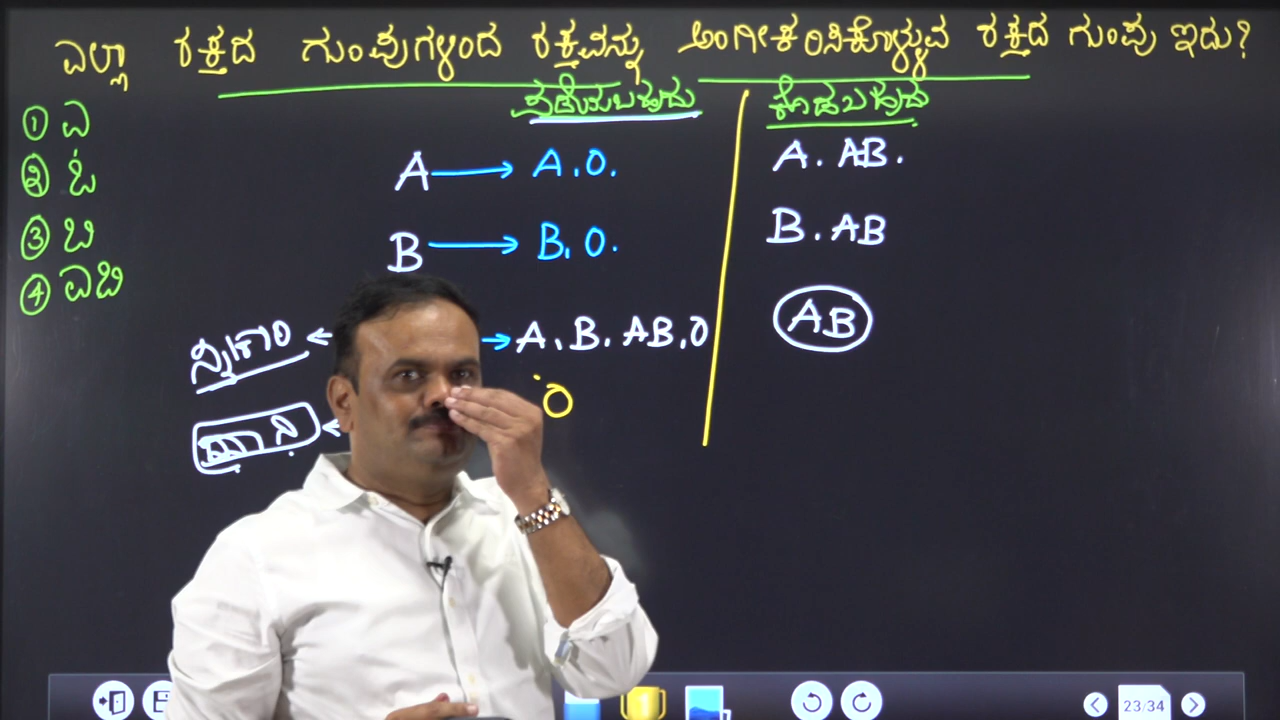 ಎಲ್ಲಾ ರಕ್ತದ ಗುಂಪುಗಳಿಂದ ರಕ್ತವನ್ನು ಅಂಗೀಕರಿಸಿಕೊಳ್ಳುವ ರಕ್ತದ ಗುಂಪು ಇದು?
ಪಡೆಯಬಹುದು ಕೊಡಬಹುದು
① ಎ
② ಓ
③ ಬಿ
④ ಎಬಿ
A → A.O. A. AB.
B → B.O. B. AB
ಸ್ವೀಕಾರಿ ← → A. B. AB.O AB
ದಾನಿ ← O
23/34